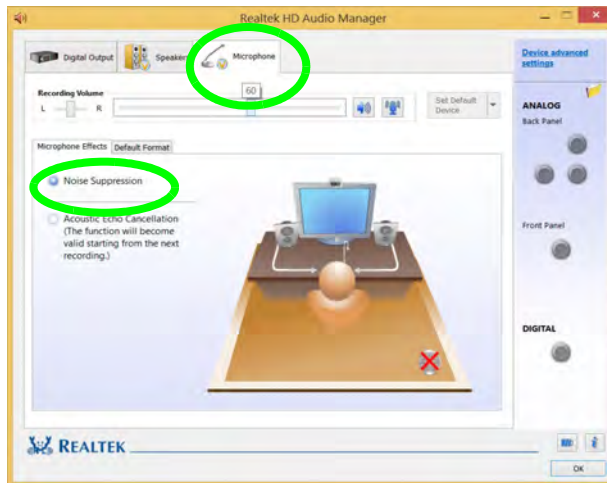 Realtek HD Audio Manager
Digital Output
Speakers
Microphone
Device advanced settings
Recording Volume
L
R
60
Set Default
Device
ANALOG
Back Panel
Microphone Effects
Default Format
Noise Suppression
Acoustic Echo Cancellation
(The function will become
valid starting from the next
recording.)
Front Panel
DIGITAL
REALTEK
OK